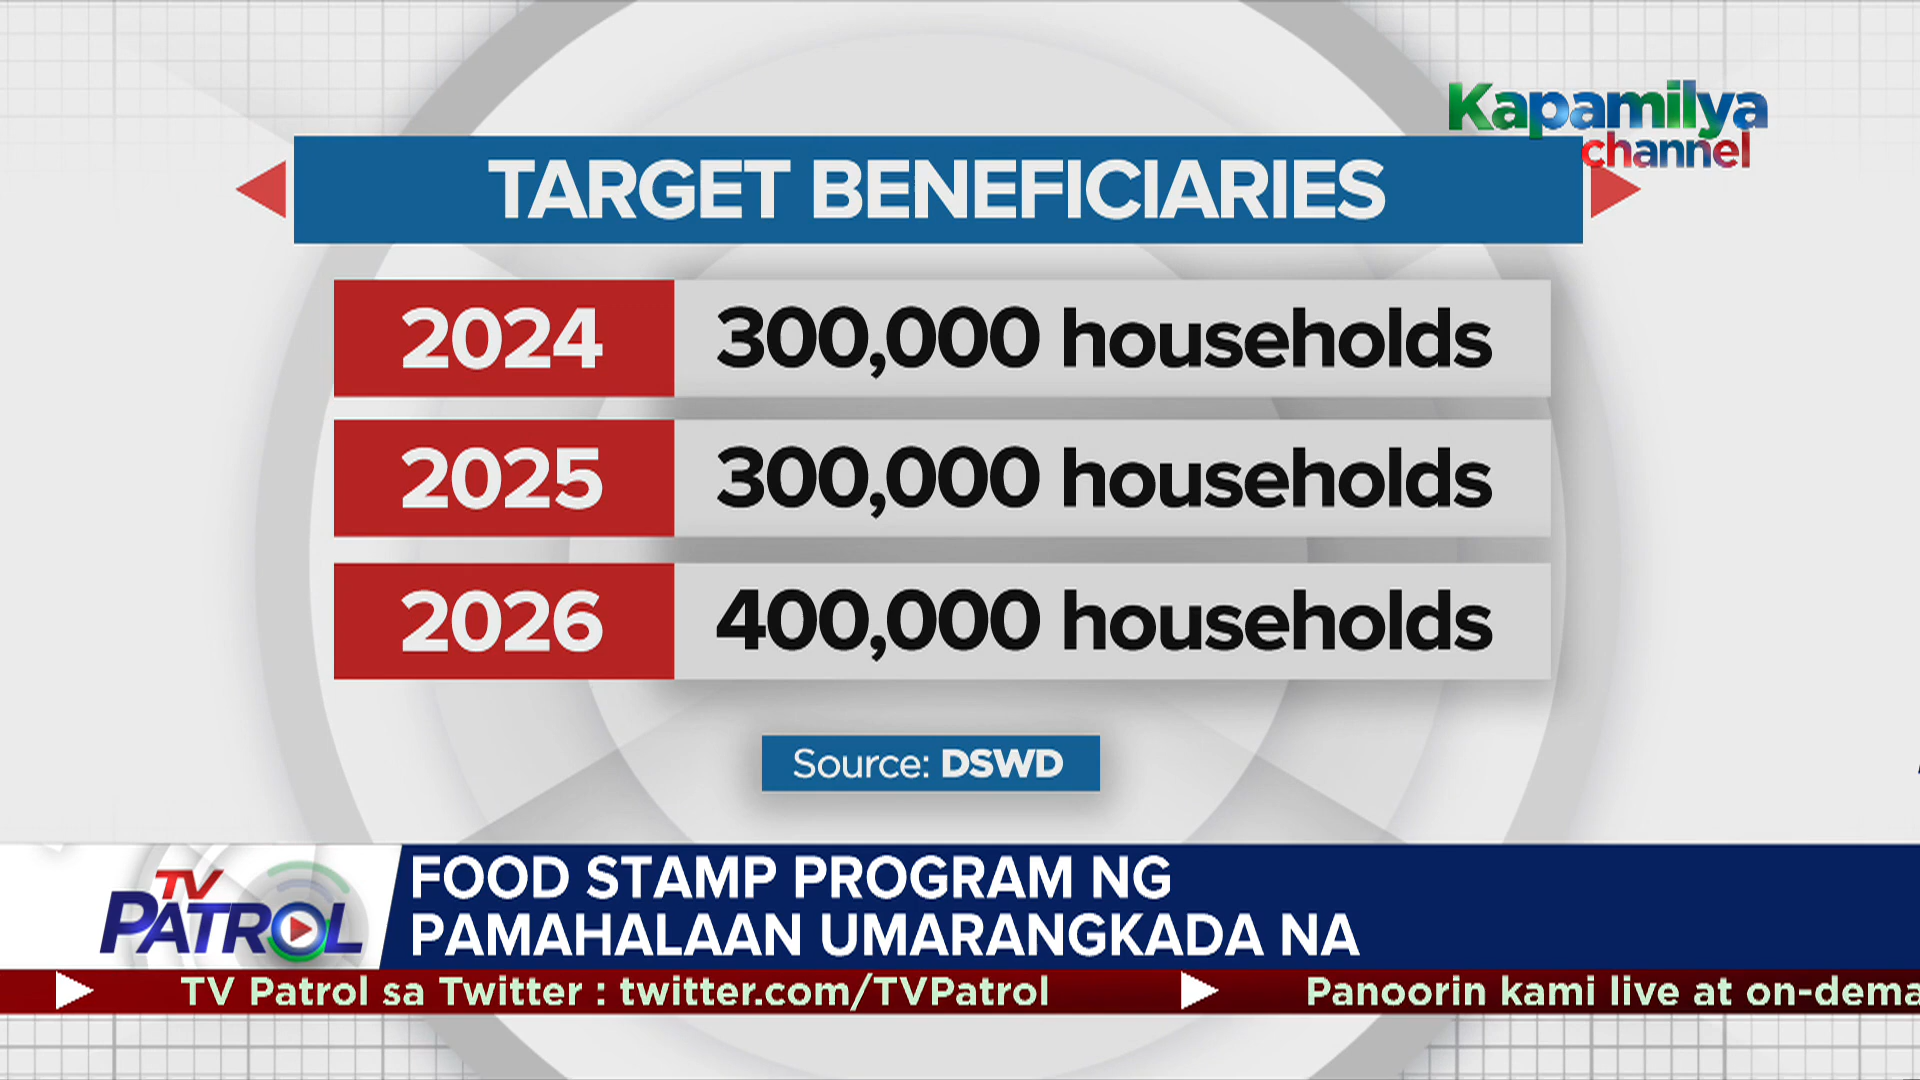 Kapamilya
channel
TARGET BENEFICIARIES
2024 300,000 households
2025 300,000 households
2026 400,000 households
Source: DSWD
TV
PATROL
FOOD STAMP PROGRAM NG
PAMAHALAAN UMARANGKADA NA
TV Patrol sa Twitter : twitter.com/TVPatrol Panoorin kami live at on-dema